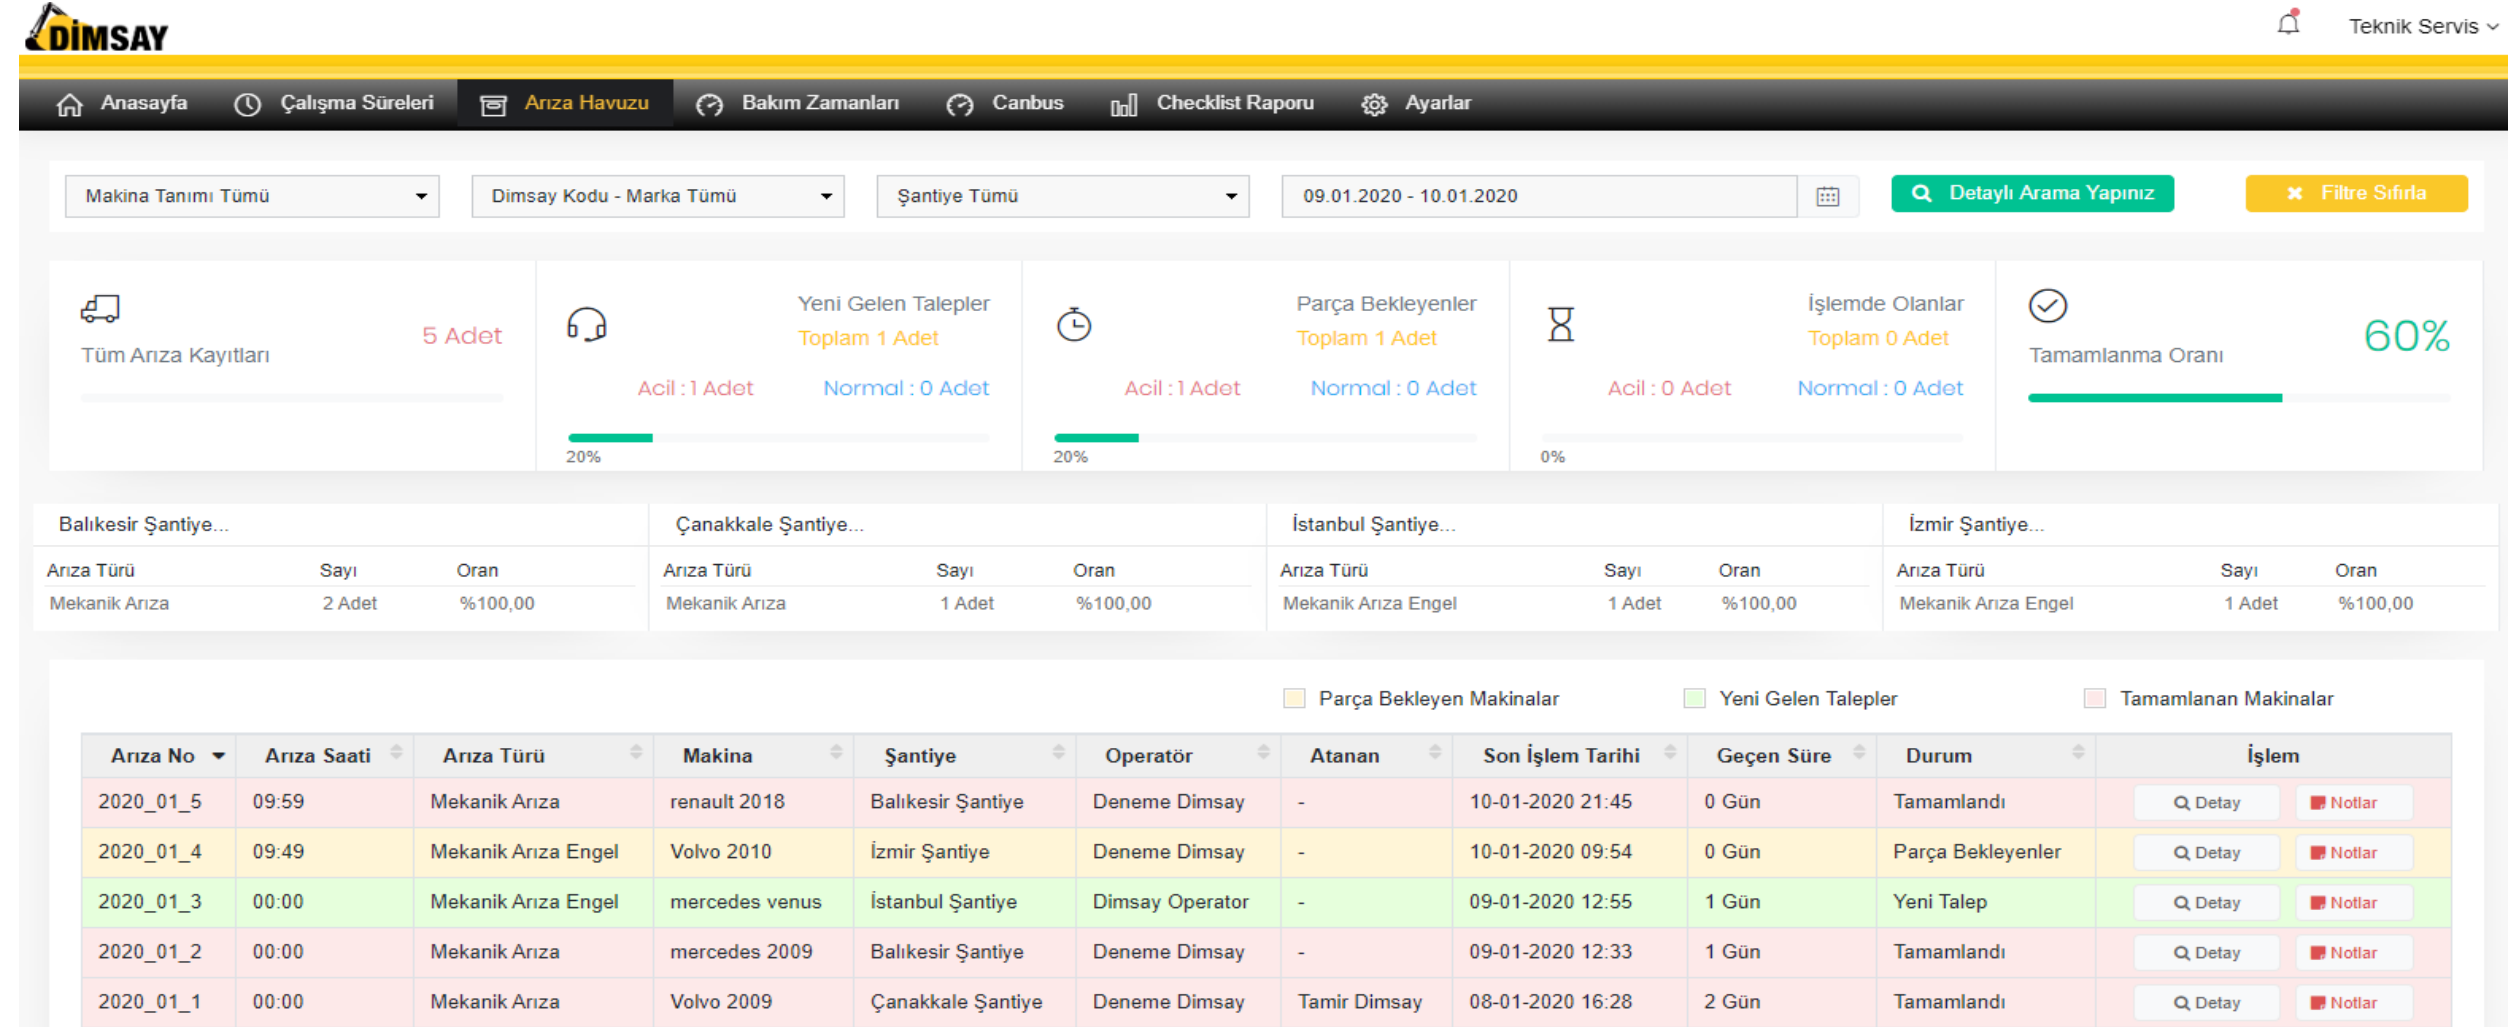 DİMSAY
Teknik Servis
Anasayfa Çalışma Süreleri Arıza Havuzu Bakım Zamanları Canbus Checklist Raporu Ayarlar
Makina Tanımı Tümü Dimsay Kodu - Marka Tümü Şantiye Tümü 09.01.2020 - 10.01.2020 Detaylı Arama Yapınız Filtre Sıfırla
Tüm Arıza Kayıtları
5 Adet
Yeni Gelen Talepler
Toplam 1 Adet
Acil : 1 Adet Normal : 0 Adet
20%
Parça Bekleyenler
Toplam 1 Adet
Acil : 1 Adet Normal : 0 Adet
20%
İşlemde Olanlar
Toplam 0 Adet
Acil : 0 Adet Normal : 0 Adet
0%
Tamamlanma Oranı
60%
Balıkesir Şantiye...
Arıza Türü Sayı Oran
Mekanik Arıza 2 Adet %100,00
Çanakkale Şantiye...
Arıza Türü Sayı Oran
Mekanik Arıza 1 Adet %100,00
İstanbul Şantiye...
Arıza Türü Sayı Oran
Mekanik Arıza Engel 1 Adet %100,00
İzmir Şantiye...
Arıza Türü Sayı Oran
Mekanik Arıza Engel 1 Adet %100,00
Parça Bekleyen Makinalar Yeni Gelen Talepler Tamamlanan Makinalar
Arıza No Arıza Saati Arıza Türü Makina Şantiye Operatör Atanan Son İşlem Tarihi Geçen Süre Durum İşlem
2020_01_5 09:59 Mekanik Arıza renault 2018 Balıkesir Şantiye Deneme Dimsay - 10-01-2020 21:45 0 Gün Tamamlandı Detay Notlar
2020_01_4 09:49 Mekanik Arıza Engel Volvo 2010 İzmir Şantiye Deneme Dimsay - 10-01-2020 09:54 0 Gün Parça Bekleyenler Detay Notlar
2020_01_3 00:00 Mekanik Arıza Engel mercedes venus İstanbul Şantiye Dimsay Operator - 09-01-2020 12:55 1 Gün Yeni Talep Detay Notlar
2020_01_2 00:00 Mekanik Arıza mercedes 2009 Balıkesir Şantiye Deneme Dimsay - 09-01-2020 12:33 1 Gün Tamamlandı Detay Notlar
2020_01_1 00:00 Mekanik Arıza Volvo 2009 Çanakkale Şantiye Deneme Dimsay Tamir Dimsay 08-01-2020 16:28 2 Gün Tamamlandı Detay Notlar